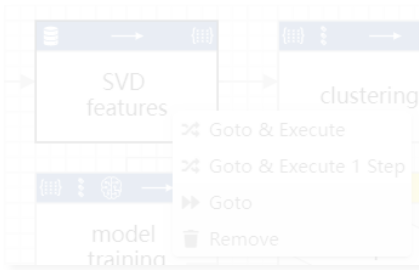 SVD
features
clustering
Goto & Execute
Goto & Execute 1 Step
Goto
Remove
model
training